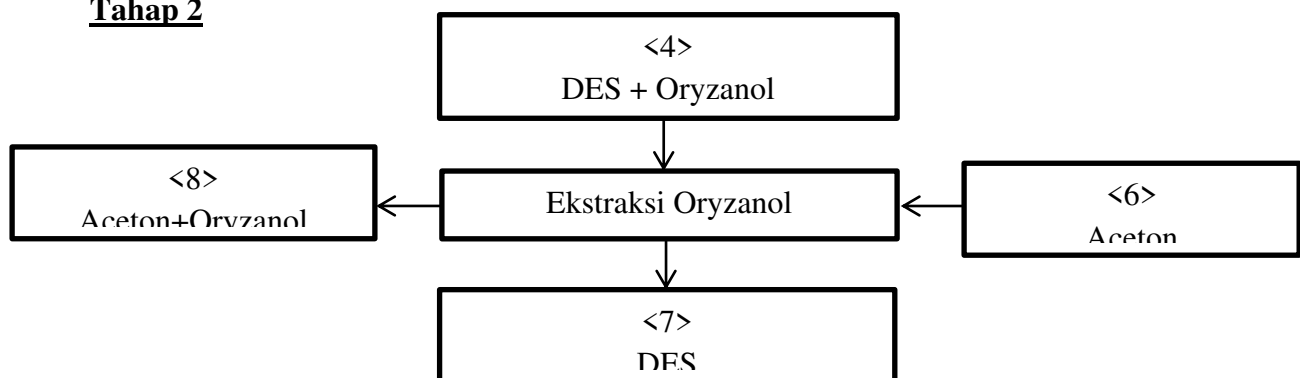 Tahap 2
<4>
DES + Oryzanol
<8>
Aceton+Oryzanol
Ekstraksi Oryzanol
<6>
Aceton
<7>
DES